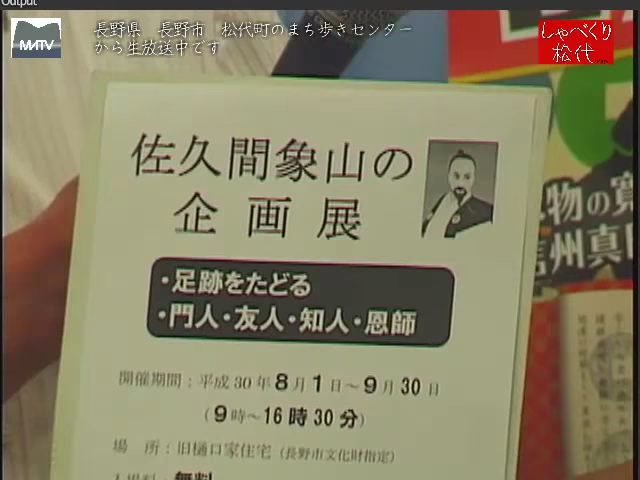 Output
MATV
長野県　長野市　松代町のまち歩きセンター
から生放送中です
しゃべくり
松代
佐久間象山の
企画展
・足跡をたどる
・門人・友人・知人・恩師
開催期間：平成30年8月1日～9月30日
（9時～16時30分）
場　所：旧樋口家住宅（長野市文化財指定）
入場料：無料
物の
州真